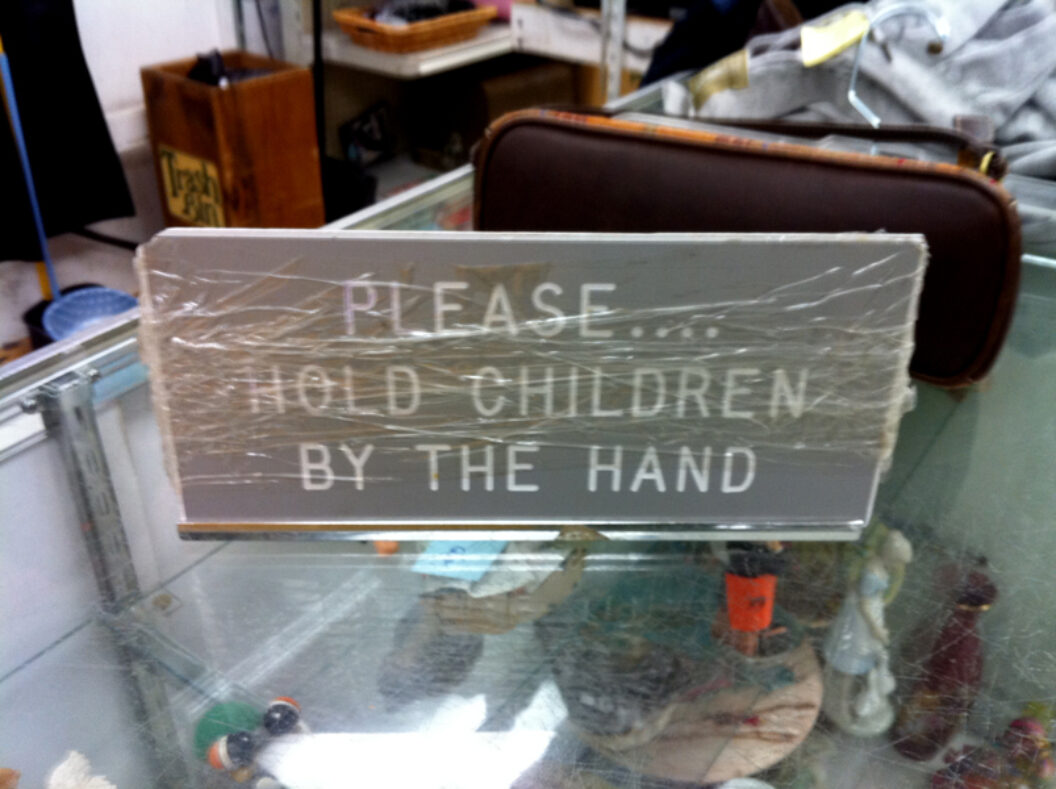 Trash
Bin
PLEASE....
HOLD CHILDREN
BY THE HAND